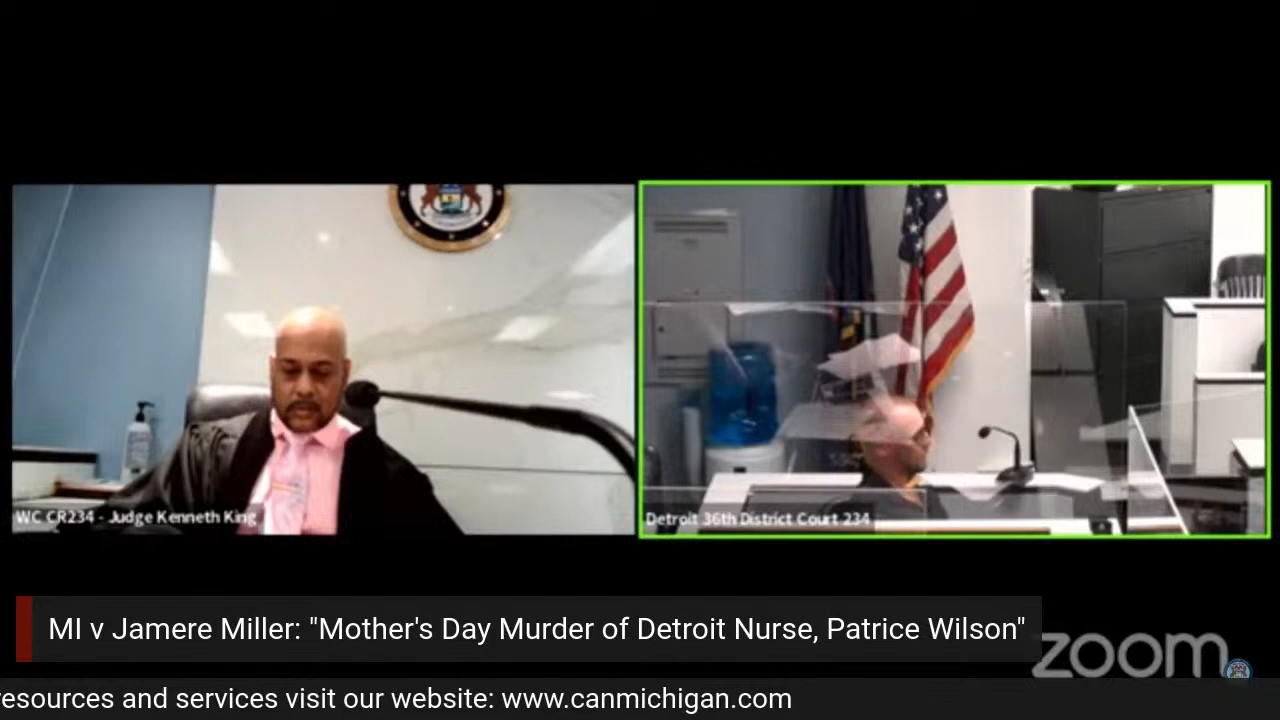 WC CR234 - Judge Kenneth King
Detroit 36th District Court 234
MI v Jamere Miller: "Mother's Day Murder of Detroit Nurse, Patrice Wilson"
zoom
resources and services visit our website: www.canmichigan.com